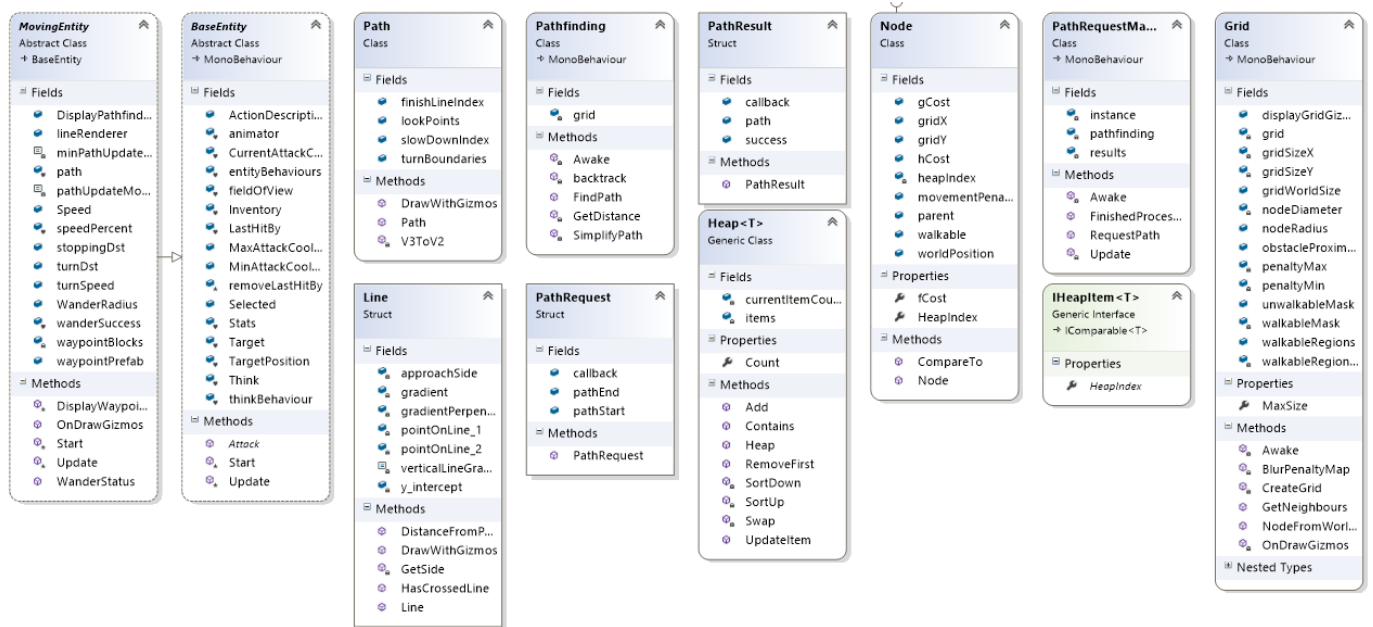 MovingEntity
Abstract Class
BaseEntity
Fields
DisplayPathfind...
lineRenderer
minPathUpdate...
path
pathUpdateMo...
Speed
speedPercent
stoppingDst
turnDst
turnSpeed
WanderRadius
wanderSuccess
waypointBlocks
waypointPrefab
Methods
DisplayWaypoi...
OnDrawGizmos
Start
Update
WanderStatus
BaseEntity
Abstract Class
MonoBehaviour
Fields
ActionDescripti...
animator
CurrentAttackC...
entityBehaviours
fieldOfView
Inventory
LastHitBy
MaxAttackCool...
MinAttackCool...
removeLastHitBy
Selected
Stats
Target
TargetPosition
Think
thinkBehaviour
Methods
Attack
Start
Update
Path
Class
Fields
finishLineIndex
lookPoints
slowDownIndex
turnBoundaries
Methods
DrawWithGizmos
Path
V3ToV2
Line
Struct
Fields
approachSide
gradient
gradientPerpen...
pointOnLine_1
pointOnLine_2
verticalLineGra...
y_intercept
Methods
DistanceFromP...
DrawWithGizmos
GetSide
HasCrossedLine
Line
Pathfinding
Class
MonoBehaviour
Fields
grid
Methods
Awake
backtrack
FindPath
GetDistance
SimplifyPath
PathRequest
Struct
Fields
callback
pathEnd
pathStart
Methods
PathRequest
PathResult
Struct
Fields
callback
path
success
Methods
PathResult
Heap<T>
Generic Class
Fields
currentItemCou...
items
Properties
Count
Methods
Add
Contains
Heap
RemoveFirst
SortDown
SortUp
Swap
UpdateItem
Node
Class
Fields
gCost
gridX
gridY
hCost
heapIndex
movementPena...
parent
walkable
worldPosition
Properties
fCost
HeapIndex
Methods
CompareTo
Node
PathRequestMa...
Class
MonoBehaviour
Fields
instance
pathfinding
results
Methods
Awake
FinishedProces...
RequestPath
Update
IHeapItem<T>
Generic Interface
IComparable<T>
Properties
HeapIndex
Grid
Class
MonoBehaviour
Fields
displayGridGiz...
grid
gridSizeX
gridSizeY
gridWorldSize
nodeDiameter
nodeRadius
obstacleProxim...
penaltyMax
penaltyMin
unwalkableMask
walkableMask
walkableRegions
walkableRegion...
Properties
MaxSize
Methods
Awake
BlurPenaltyMap
CreateGrid
GetNeighbours
NodeFromWorl...
OnDrawGizmos
Nested Types